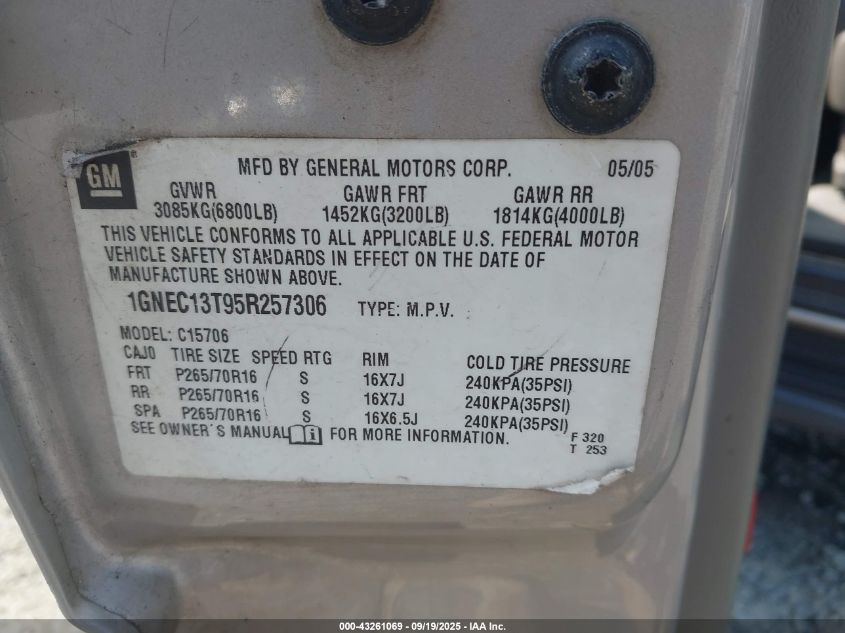 GM
MFD BY GENERAL MOTORS CORP. 05/05
GVWR GAWR FRT GAWR RR
3085KG(6800LB) 1452KG(3200LB) 1814KG(4000LB)
THIS VEHICLE CONFORMS TO ALL APPLICABLE U.S. FEDERAL MOTOR
VEHICLE SAFETY STANDARDS IN EFFECT ON THE DATE OF
MANUFACTURE SHOWN ABOVE.
1GNEC13T95R257306 TYPE: M.P.V.
MODEL: C15706
CAJ0 TIRE SIZE SPEED RTG RIM COLD TIRE PRESSURE
FRT P265/70R16 S 16X7J 240KPA(35PSI)
RR P265/70R16 S 16X7J 240KPA(35PSI)
SPA P265/70R16 S 16X6.5J 240KPA(35PSI)
SEE OWNER'S MANUAL i FOR MORE INFORMATION. F 320
T 253
000-43261069 - 09/19/2025 - IAA Inc.